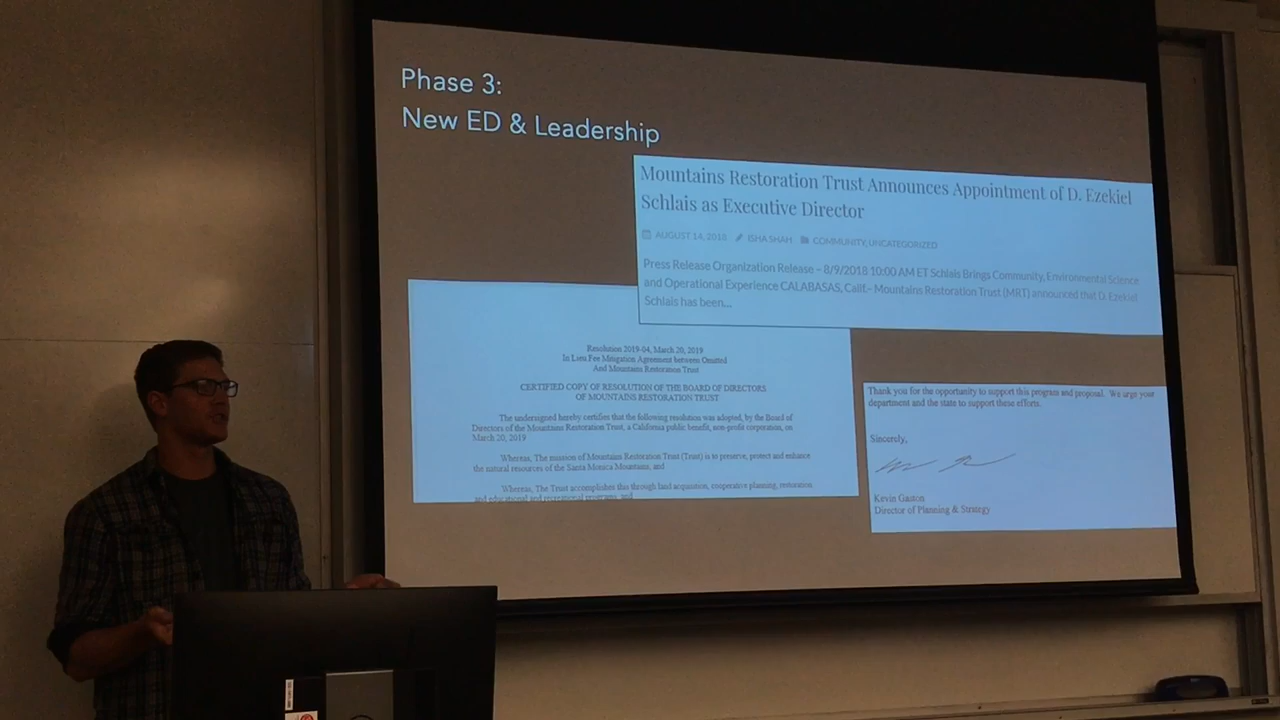 Phase 3:
New ED & Leadership
Mountains Restoration Trust Announces Appointment of D. Ezekiel
Schlais as Executive Director
AUGUST 14, 2018 ISHA SHAH COMMUNITY, UNCATEGORIZED
Press Release Organization Release – 8/9/2018 10:00 AM ET Schlais Brings Community, Environmental Science
and Operational Experience CALABASAS, Calif.– Mountains Restoration Trust (MRT) announced that D. Ezekiel
Schlais has been...
Resolution 2019-04, March 20, 2019
In Lieu Fee Mitigation Agreement between Omitted
And Mountains Restoration Trust
CERTIFIED COPY OF RESOLUTION OF THE BOARD OF DIRECTORS
OF MOUNTAINS RESTORATION TRUST
The undersigned hereby certifies that the following resolution was adopted, by the Board of
Directors of the Mountains Restoration Trust, a California public benefit, non-profit corporation, on
March 20, 2019
Whereas, The mission of Mountains Restoration Trust (Trust) is to preserve, protect and enhance
the natural resources of the Santa Monica Mountains, and
Whereas, The Trust accomplishes this through land acquisition, cooperative planning, restoration
and educational and recreational programs, and
Thank you for the opportunity to support this program and proposal. We urge your
department and the state to support these efforts.
Sincerely,
Kevin Gaston
Director of Planning & Strategy